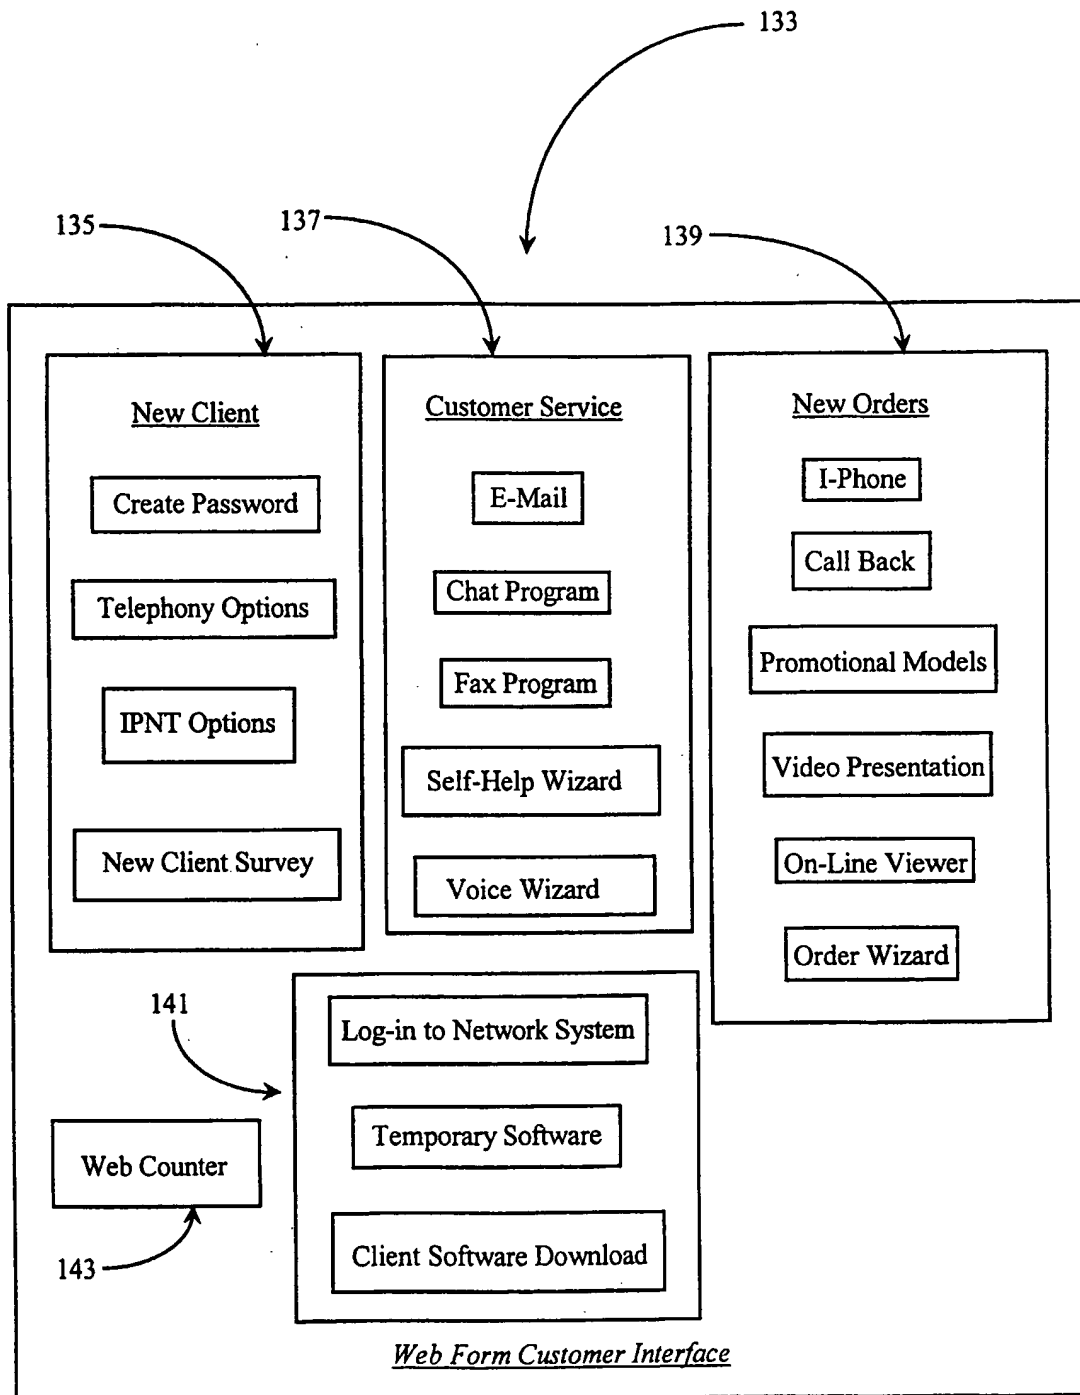 133
135
137
139
New Client
Create Password
Telephony Options
IPNT Options
New Client Survey
Customer Service
E-Mail
Chat Program
Fax Program
Self-Help Wizard
Voice Wizard
New Orders
I-Phone
Call Back
Promotional Models
Video Presentation
On-Line Viewer
Order Wizard
141
Log-in to Network System
Temporary Software
Client Software Download
Web Counter
143
Web Form Customer Interface